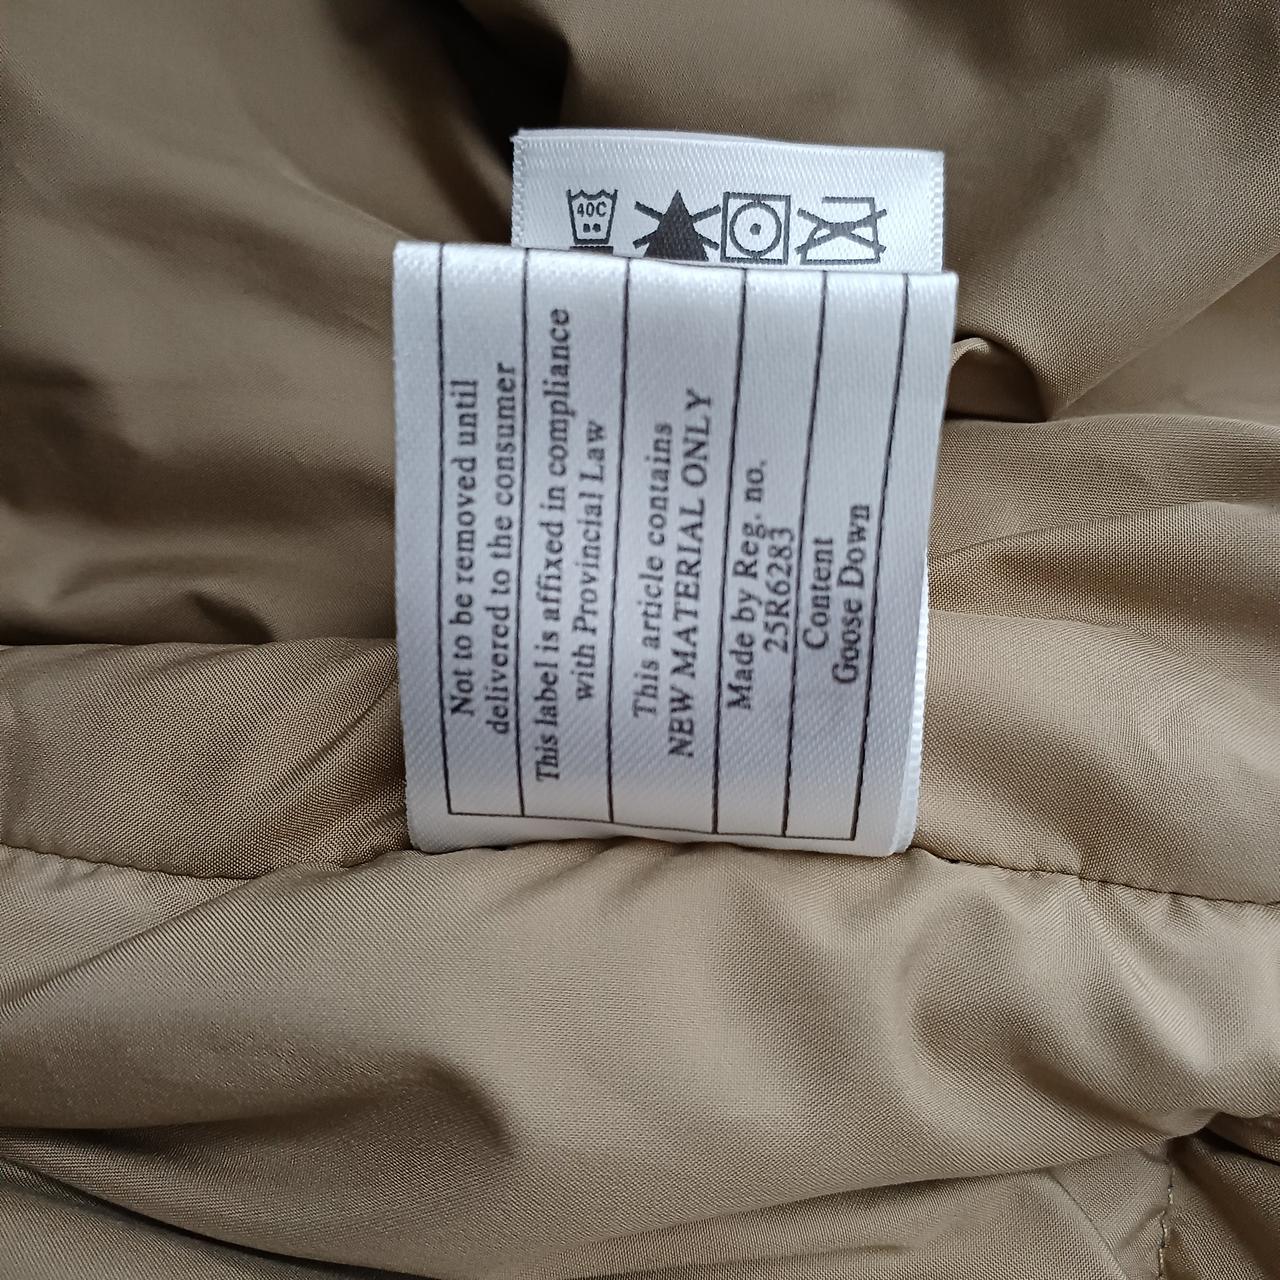 40C
Not to be removed until
delivered to the consumer
This label is affixed in compliance
with Provincial Law
This article contains
NEW MATERIAL ONLY
Made by Reg. no.
25R6283
Content
Goose Down